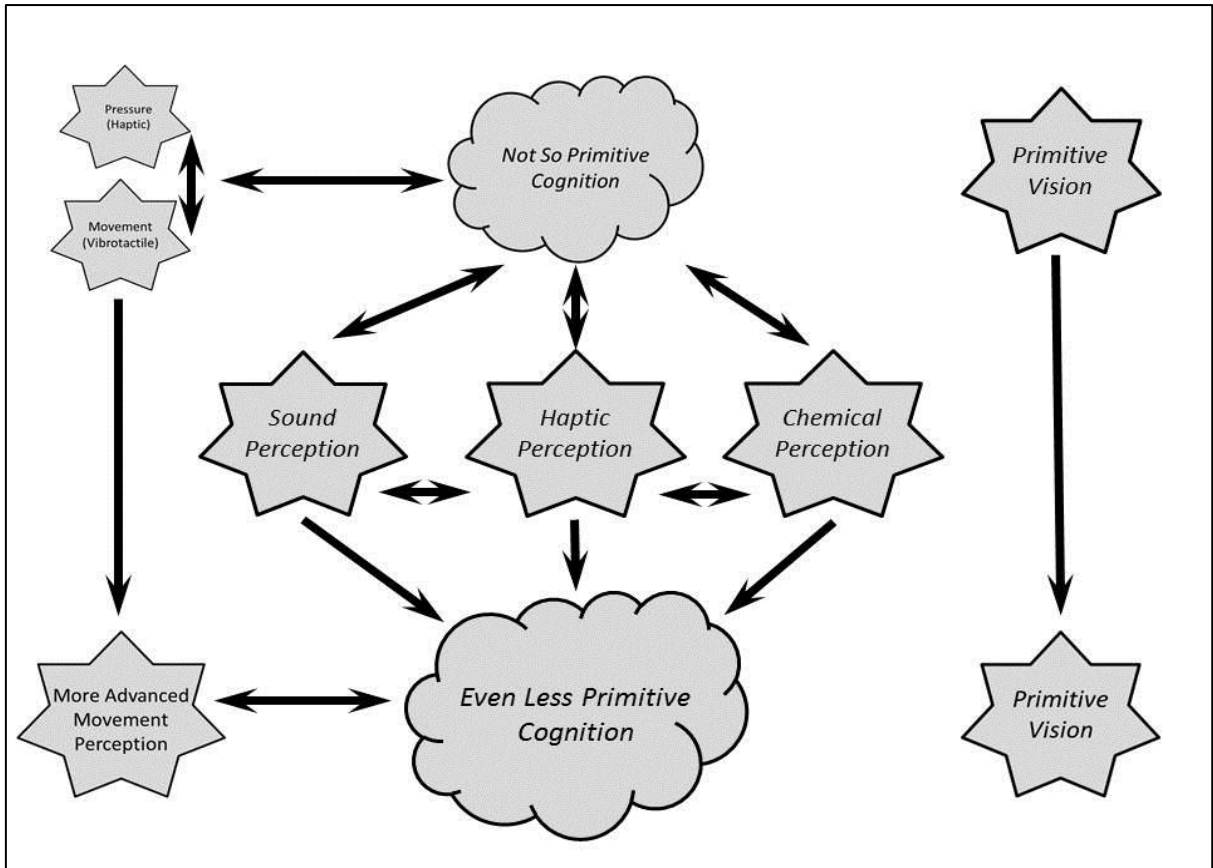 Pressure
(Haptic)
Movement
(Vibrotactile)
Not So Primitive
Cognition
Primitive
Vision
Sound
Perception
Haptic
Perception
Chemical
Perception
More Advanced
Movement
Perception
Even Less Primitive
Cognition
Primitive
Vision